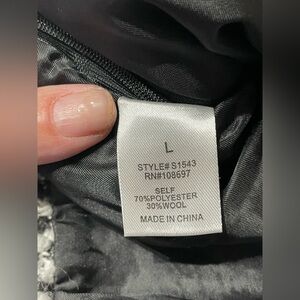 L
STYLE# S1543
RN#108697
SELF
70%POLYESTER
30%WOOL
MADE IN CHINA